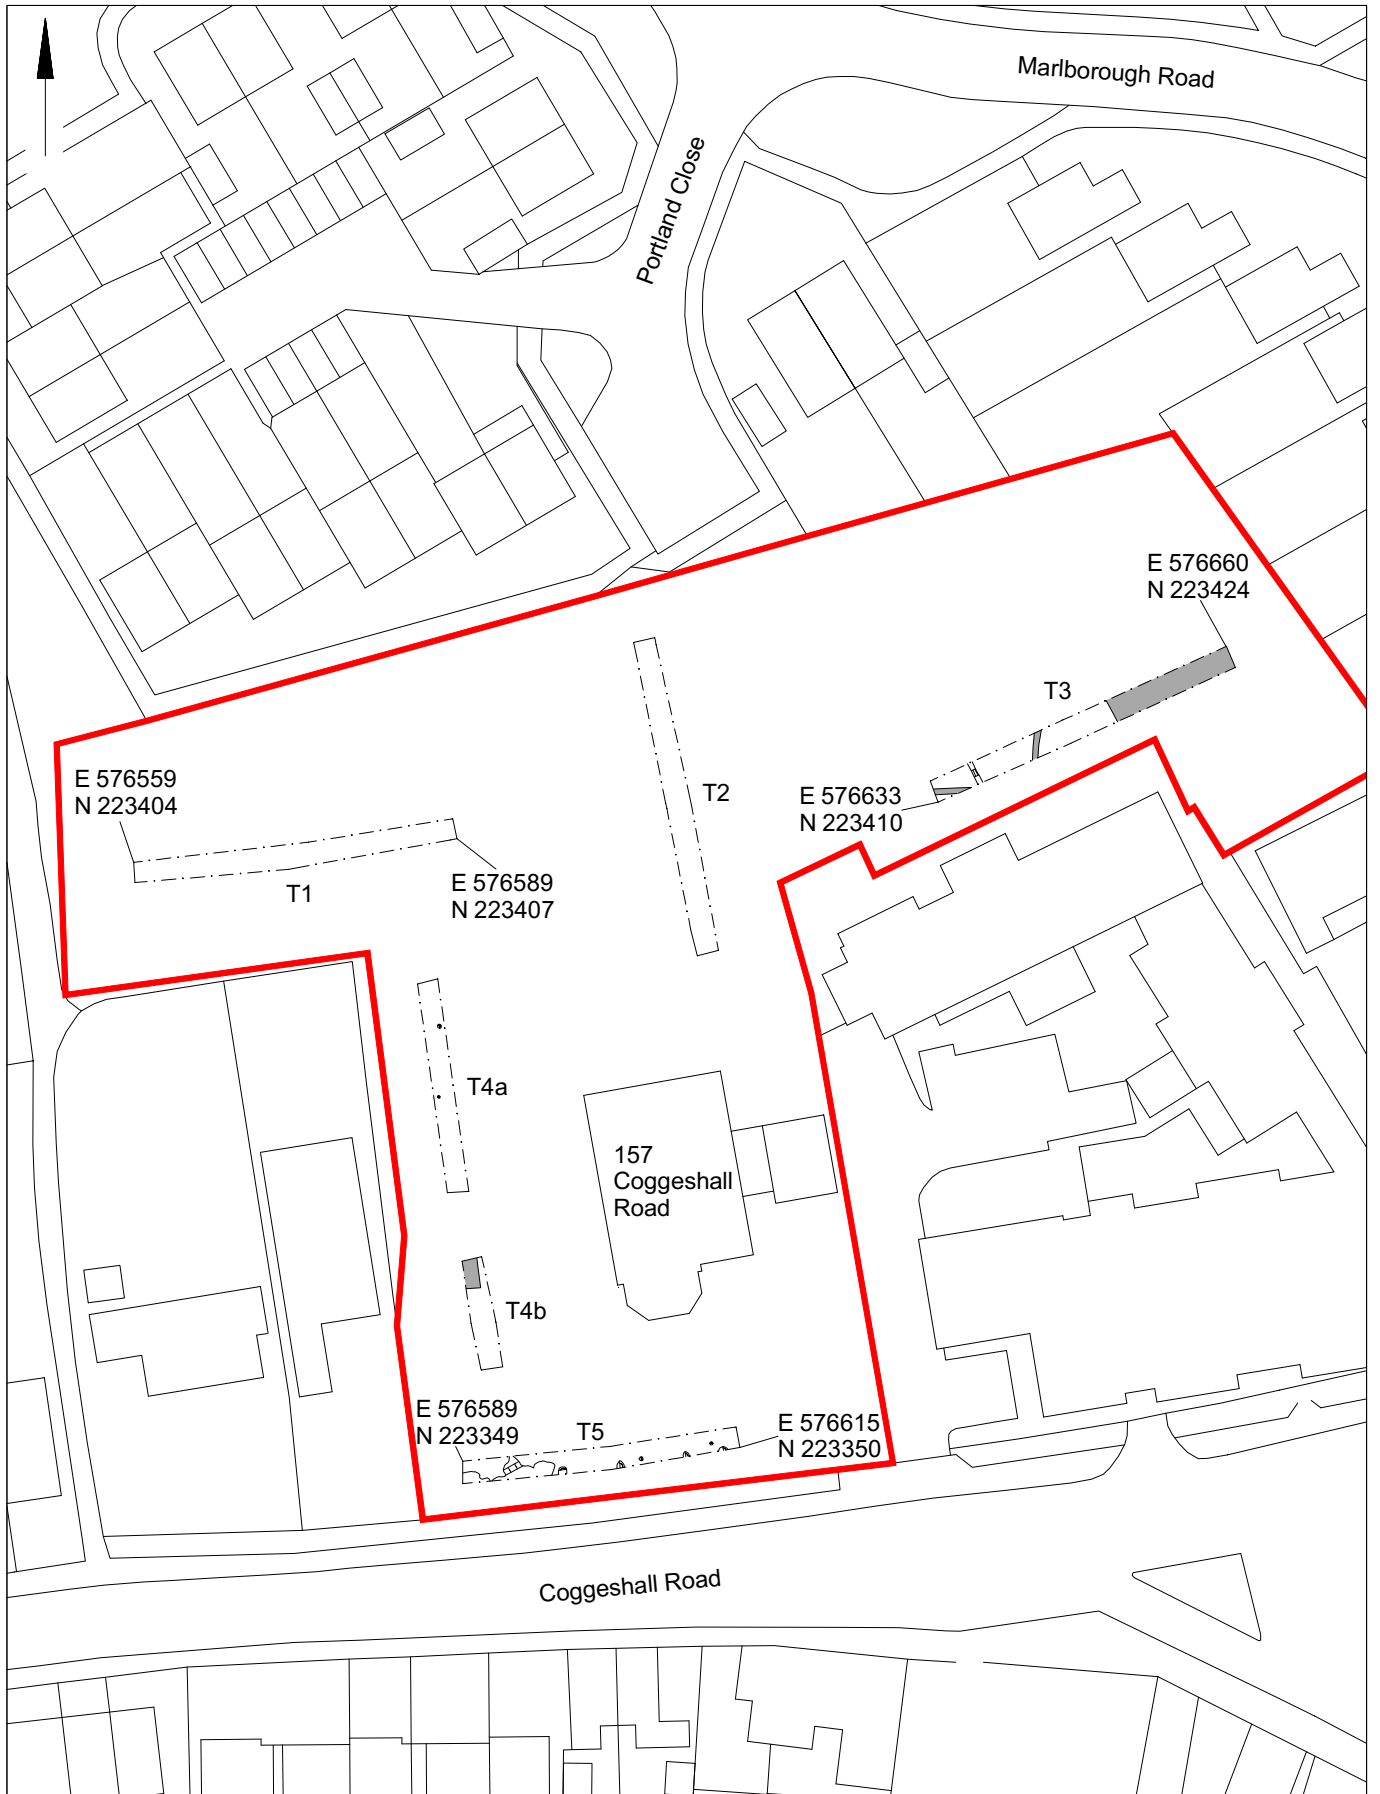 Marlborough Road
Portland Close
E 576660
N 223424
T3
E 576559
N 223404
T2
E 576633
N 223410
T1
E 576589
N 223407
T4a
157
Coggeshall
Road
T4b
E 576589
N 223349
T5
E 576615
N 223350
Coggeshall Road